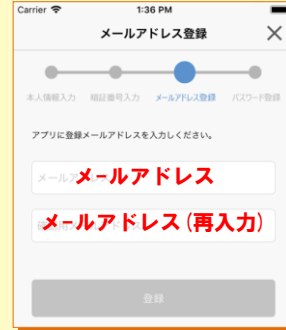 Carrier 1:36 PM
メールアドレス登録
本人情報入力 暗証番号入力 メールアドレス登録 パスワード登録
アプリに登録メールアドレスを入力しください。
メールアドレス
メールアドレス(再入力)
登録